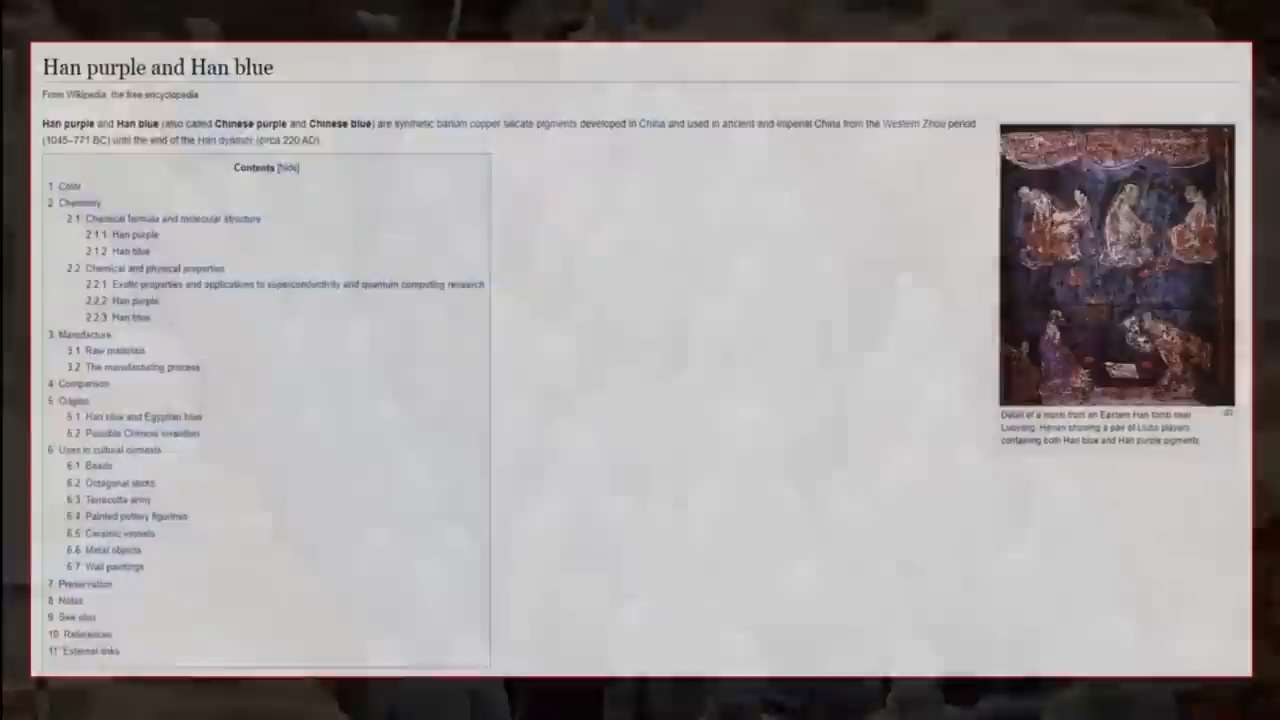 Han purple and Han blue
From Wikipedia, the free encyclopedia
Han purple and Han blue (also called Chinese purple and Chinese blue) are synthetic barium copper silicate pigments developed in China and used in ancient and imperial China from the Western Zhou period
(1045–771 BC) until the end of the Han dynasty (circa 220 AD).
Contents [hide]
1 Color
2 Chemistry
2.1 Chemical formula and molecular structure
2.1.1 Han purple
2.1.2 Han blue
2.2 Chemical and physical properties
2.2.1 Exotic properties and applications to superconductivity and quantum computing research
2.2.2 Han purple
2.2.3 Han blue
3 Manufacture
3.1 Raw materials
3.2 The manufacturing process
4 Comparison
5 Origins
5.1 Han blue and Egyptian blue
5.2 Possible Chinese invention
6 Uses in cultural contexts
6.1 Beads
6.2 Octagonal sticks
6.3 Terracotta army
6.4 Painted pottery figurines
6.5 Ceramic vessels
6.6 Metal objects
6.7 Wall paintings
7 Preservation
8 Notes
9 See also
10 References
11 External links
Detail of a mural from an Eastern Han tomb near
Luoyang, Henan showing a pair of Liubo players
containing both Han blue and Han purple pigments